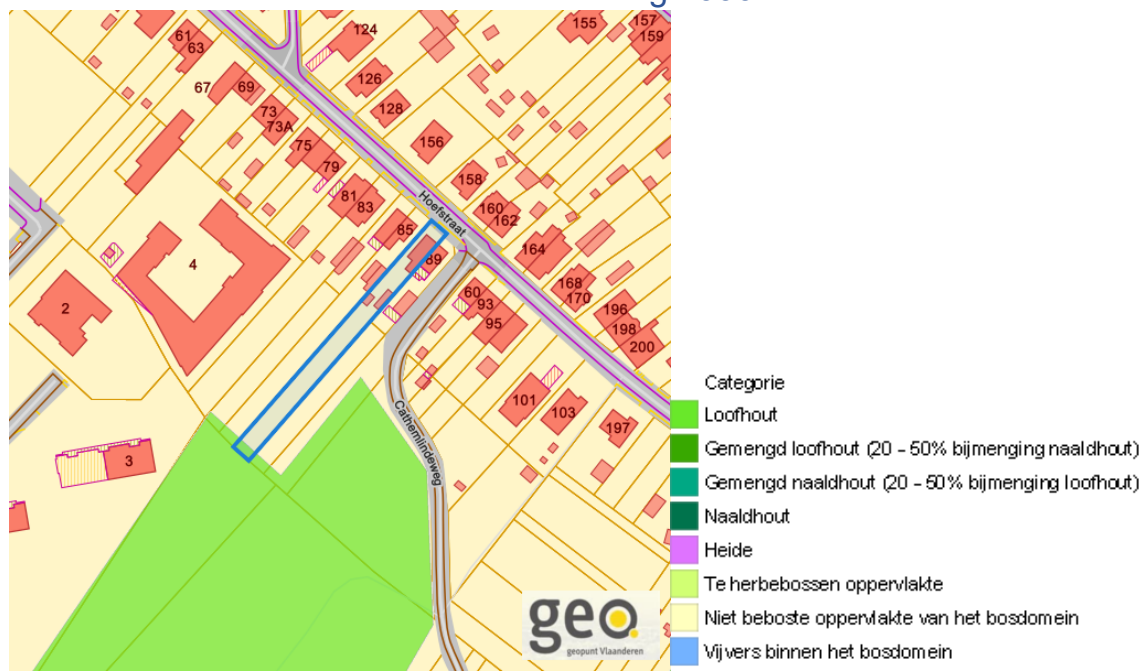 61
63
67
69
73
73A
75
79
81
83
85
89
124
126
128
156
158
160
162
164
168
170
196
198
200
155
157
159
Hoefstraat
4
2
3
60
93
95
101
103
197
Cathemlindeweg
geo.
geopunt Vlaanderen
Categorie
Loofhout
Gemengd loofhout (20 - 50% bijmenging naaldhout)
Gemengd naaldhout (20 - 50% bijmenging loofhout)
Naaldhout
Heide
Te herbebossen oppervlakte
Niet beboste oppervlakte van het bosdomein
Vijvers binnen het bosdomein